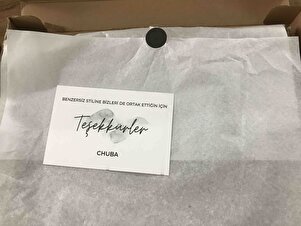 BENZERSİZ STİLİNE BİZLERİ DE ORTAK ETTİĞİN İÇİN
Teşekkürler
CHUBA